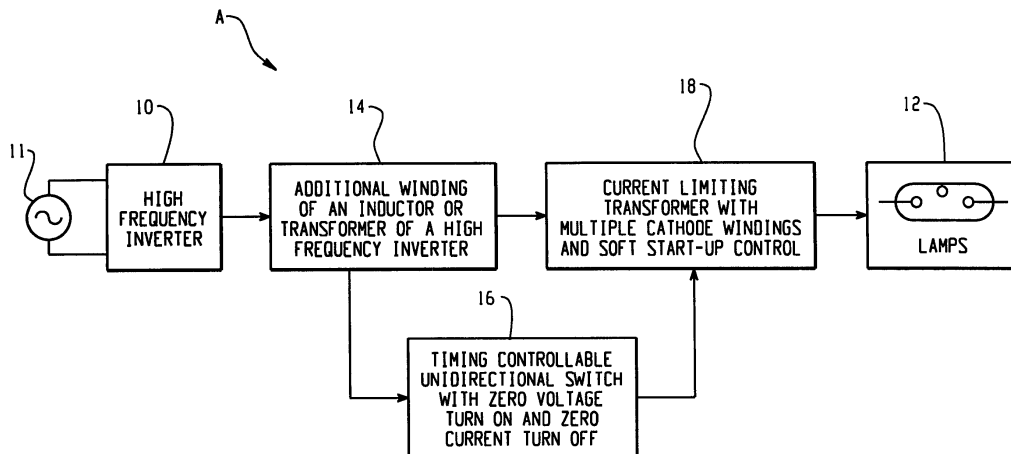 A
10
14
18
12
11
HIGH
FREQUENCY
INVERTER
ADDITIONAL WINDING
OF AN INDUCTOR OR
TRANSFORMER OF A HIGH
FREQUENCY INVERTER
CURRENT LIMITING
TRANSFORMER WITH
MULTIPLE CATHODE WINDINGS
AND SOFT START-UP CONTROL
LAMPS
16
TIMING CONTROLLABLE
UNIDIRECTIONAL SWITCH
WITH ZERO VOLTAGE
TURN ON AND ZERO
CURRENT TURN OFF